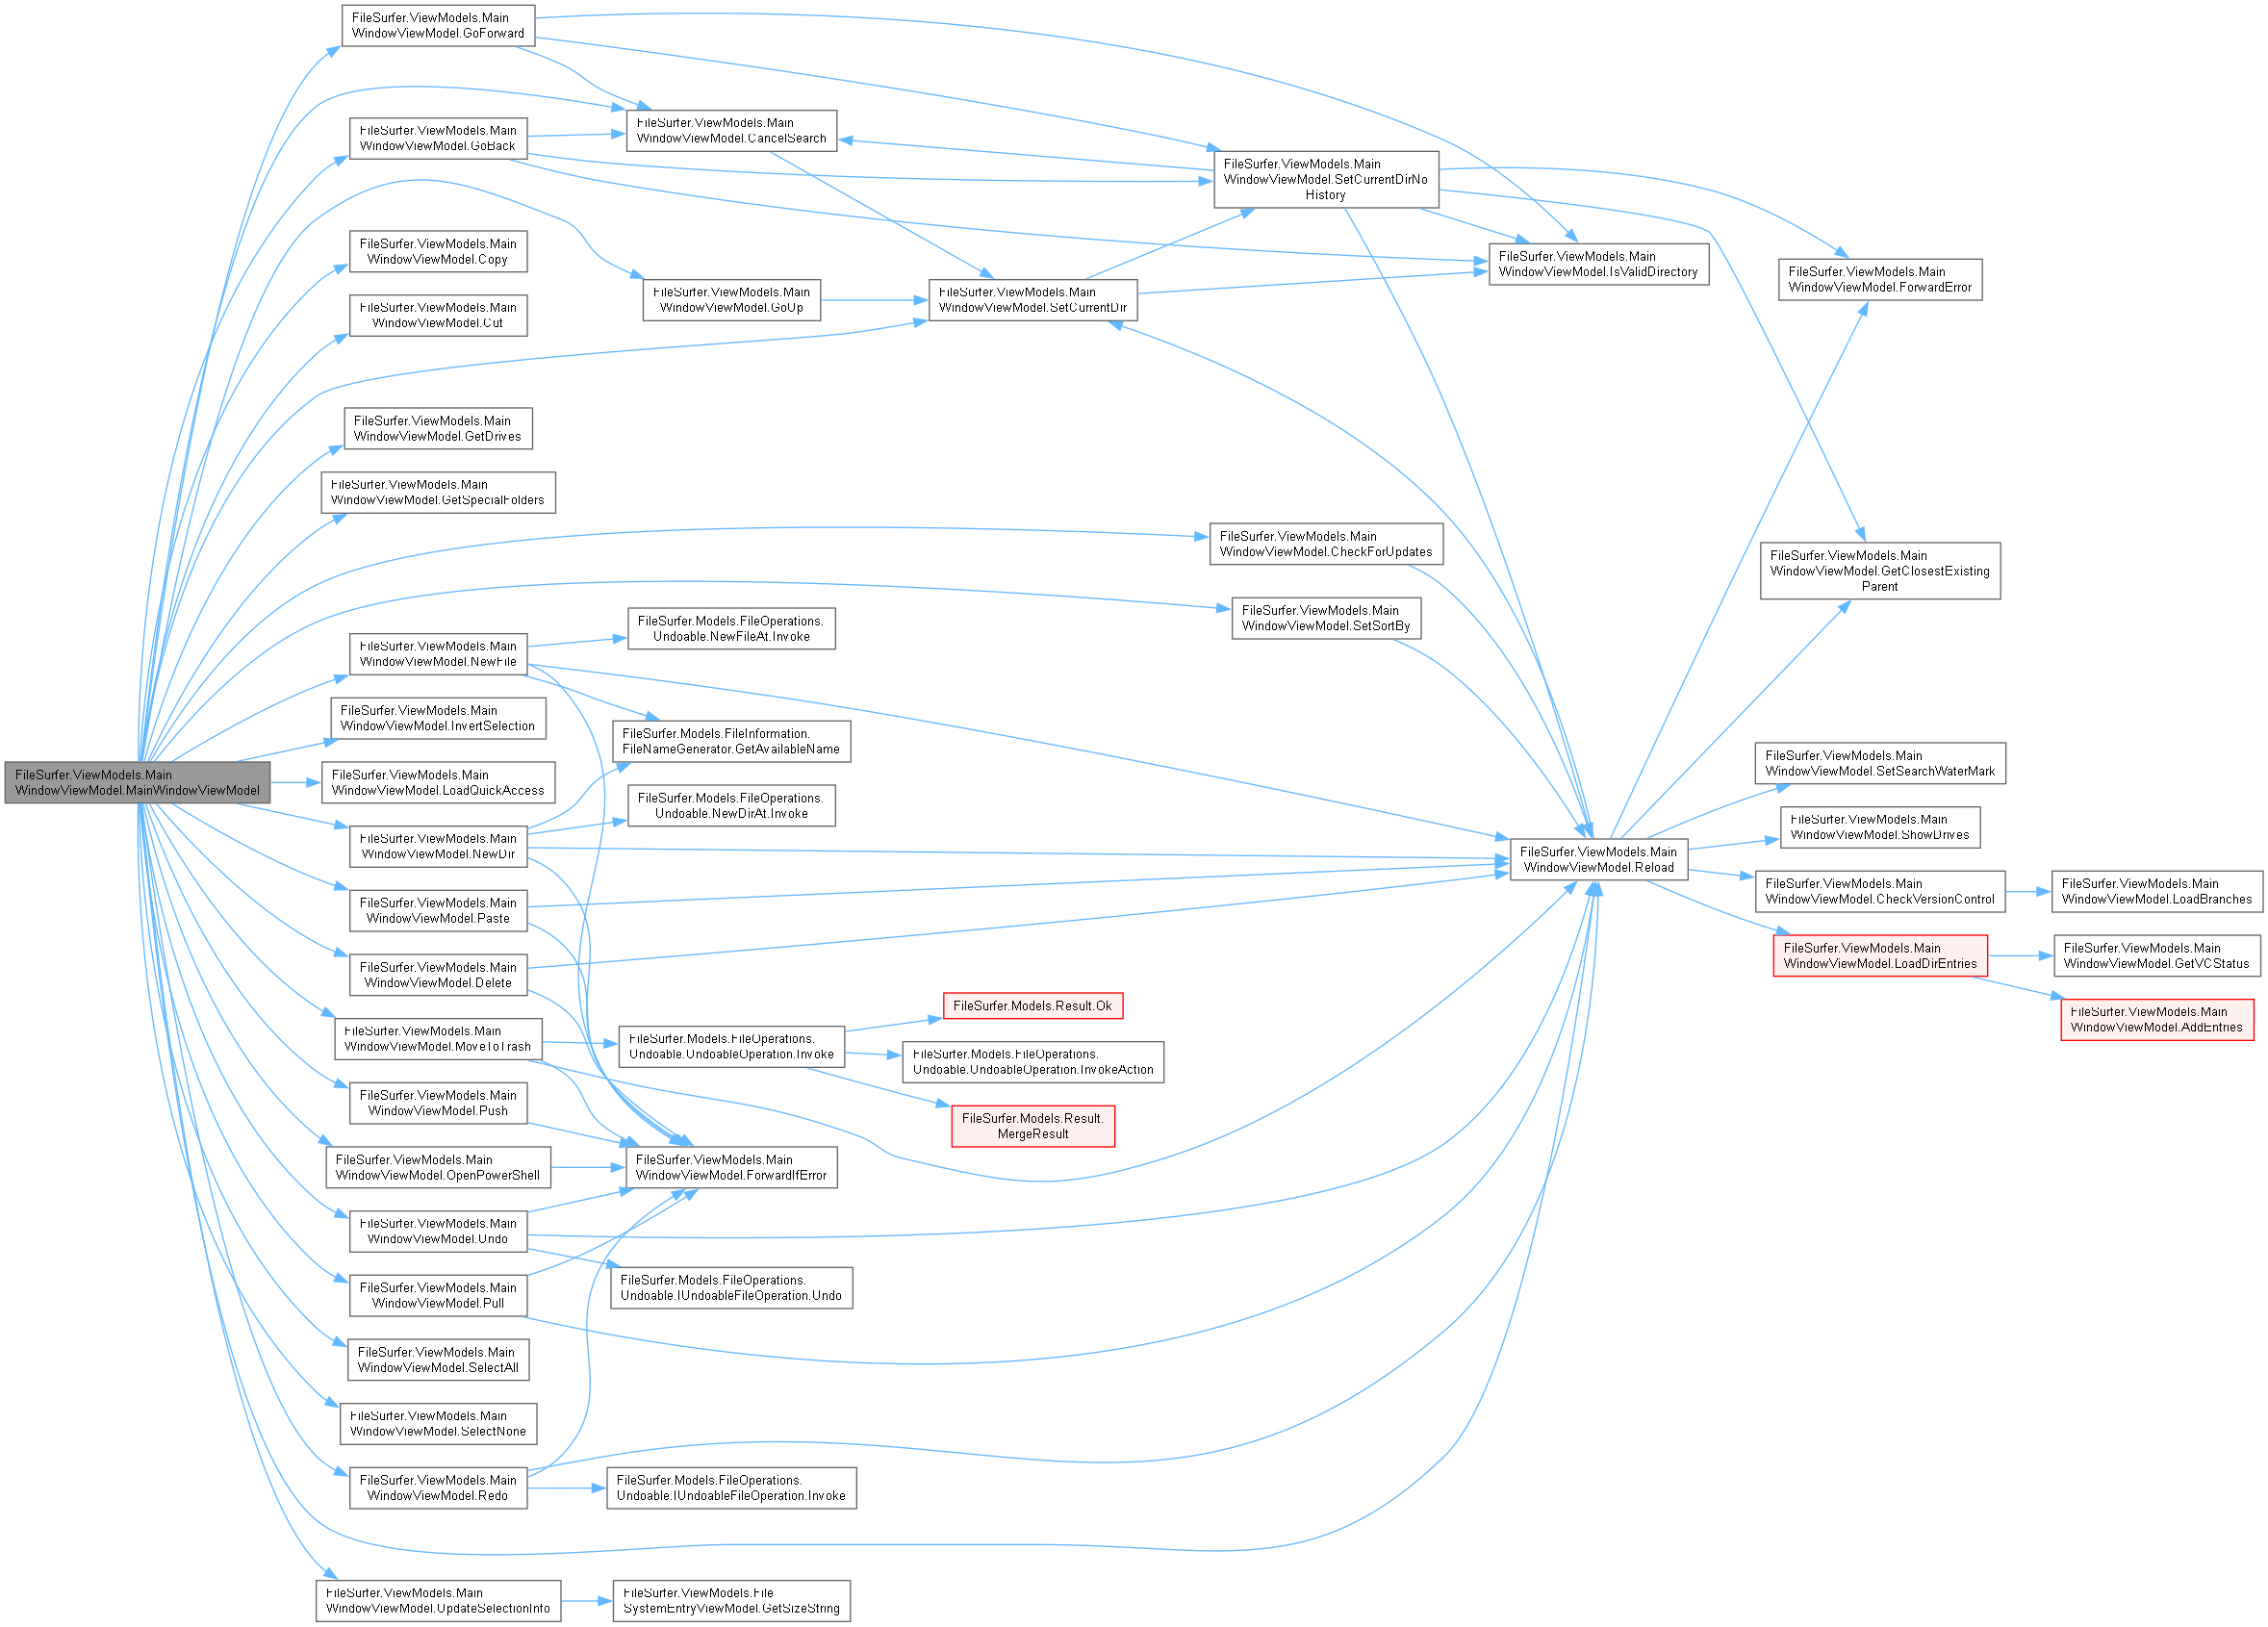 FileSurfer.ViewModels.Main
WindowViewModel.GoForward
FileSurfer.ViewModels.Main
WindowViewModel.CancelSearch
FileSurfer.ViewModels.Main
WindowViewModel.GoBack
FileSurfer.ViewModels.Main
WindowViewModel.SetCurrentDirNo
History
FileSurfer.ViewModels.Main
WindowViewModel.Copy
FileSurfer.ViewModels.Main
WindowViewModel.IsValidDirectory
FileSurfer.ViewModels.Main
WindowViewModel.ForwardError
FileSurfer.ViewModels.Main
WindowViewModel.GoUp
FileSurfer.ViewModels.Main
WindowViewModel.SetCurrentDir
FileSurfer.ViewModels.Main
WindowViewModel.Cut
FileSurfer.ViewModels.Main
WindowViewModel.GetDrives
FileSurfer.ViewModels.Main
WindowViewModel.GetSpecialFolders
FileSurfer.ViewModels.Main
WindowViewModel.CheckForUpdates
FileSurfer.ViewModels.Main
WindowViewModel.GetClosestExisting
Parent
FileSurfer.ViewModels.Main
WindowViewModel.SetSortBy
FileSurfer.Models.FileOperations.
Undoable.NewFileAt.Invoke
FileSurfer.ViewModels.Main
WindowViewModel.NewFile
FileSurfer.ViewModels.Main
WindowViewModel.InvertSelection
FileSurfer.Models.FileInformation.
FileNameGenerator.GetAvailableName
FileSurfer.ViewModels.Main
WindowViewModel.SetSearchWaterMark
FileSurfer.ViewModels.Main
WindowViewModel.MainWindowViewModel
FileSurfer.ViewModels.Main
WindowViewModel.LoadQuickAccess
FileSurfer.Models.FileOperations.
Undoable.NewDirAt.Invoke
FileSurfer.ViewModels.Main
WindowViewModel.ShowDrives
FileSurfer.ViewModels.Main
WindowViewModel.NewDir
FileSurfer.ViewModels.Main
WindowViewModel.Reload
FileSurfer.ViewModels.Main
WindowViewModel.CheckVersionControl
FileSurfer.ViewModels.Main
WindowViewModel.LoadBranches
FileSurfer.ViewModels.Main
WindowViewModel.Paste
FileSurfer.ViewModels.Main
WindowViewModel.LoadDirEntries
FileSurfer.ViewModels.Main
WindowViewModel.GetVCStatus
FileSurfer.ViewModels.Main
WindowViewModel.Delete
FileSurfer.Models.Result.Ok
FileSurfer.ViewModels.Main
WindowViewModel.AddEntries
FileSurfer.ViewModels.Main
WindowViewModel.MoveToTrash
FileSurfer.Models.FileOperations.
Undoable.UndoableOperation.Invoke
FileSurfer.Models.FileOperations.
Undoable.UndoableOperation.InvokeAction
FileSurfer.ViewModels.Main
WindowViewModel.Push
FileSurfer.Models.Result.
MergeResult
FileSurfer.ViewModels.Main
WindowViewModel.OpenPowerShell
FileSurfer.ViewModels.Main
WindowViewModel.ForwardIfError
FileSurfer.ViewModels.Main
WindowViewModel.Undo
FileSurfer.Models.FileOperations.
Undoable.IUndoableFileOperation.Undo
FileSurfer.ViewModels.Main
WindowViewModel.Pull
FileSurfer.ViewModels.Main
WindowViewModel.SelectAll
FileSurfer.ViewModels.Main
WindowViewModel.SelectNone
FileSurfer.ViewModels.Main
WindowViewModel.Redo
FileSurfer.Models.FileOperations.
Undoable.IUndoableFileOperation.Invoke
FileSurfer.ViewModels.Main
WindowViewModel.UpdateSelectionInfo
FileSurfer.ViewModels.File
SystemEntryViewModel.GetSizeString